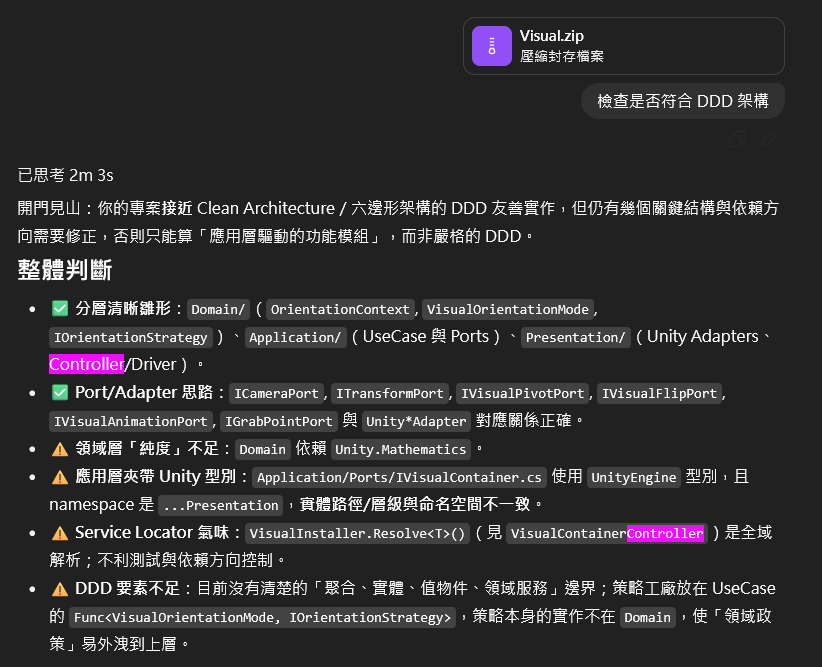 Visual.zip
壓縮封存檔案
檢查是否符合 DDD 架構
已思考 2m 3s
開門見山：你的專案接近 Clean Architecture / 六邊形架構的 DDD 友善實作，但仍有幾個關鍵結構與依賴方
向需要修正，否則只能算「應用層驅動的功能模組」，而非嚴格的 DDD。
整體判斷
• ✅ 分層清晰雛形：Domain/（OrientationContext, VisualOrientationMode,
IOrientationStrategy）、Application/（UseCase 與 Ports）、Presentation/（Unity Adapters、
Controller/Driver）。
• ✅ Port/Adapter 思路：ICameraPort, ITransformPort, IVisualPivotPort, IVisualFlipPort,
IVisualAnimationPort, IGrabPointPort 與 Unity*Adapter 對應關係正確。
• ⚠️ 領域層「純度」不足：Domain 依賴 Unity.Mathematics。
• ⚠️ 應用層夾帶 Unity 型別：Application/Ports/IVisualContainer.cs 使用 UnityEngine 型別，且
namespace 是 ...Presentation，實體路徑/層級與命名空間不一致。
• ⚠️ Service Locator 氣味：VisualInstaller.Resolve<T>()（見 VisualContainerController）是全域
解析；不利測試與依賴方向控制。
• ⚠️ DDD 要素不足：目前沒有清楚的「聚合、實體、值物件、領域服務」邊界；策略工廠放在 UseCase
的 Func<VisualOrientationMode, IOrientationStrategy>，策略本身的實作不在 Domain，使「領域政
策」易外洩到上層。